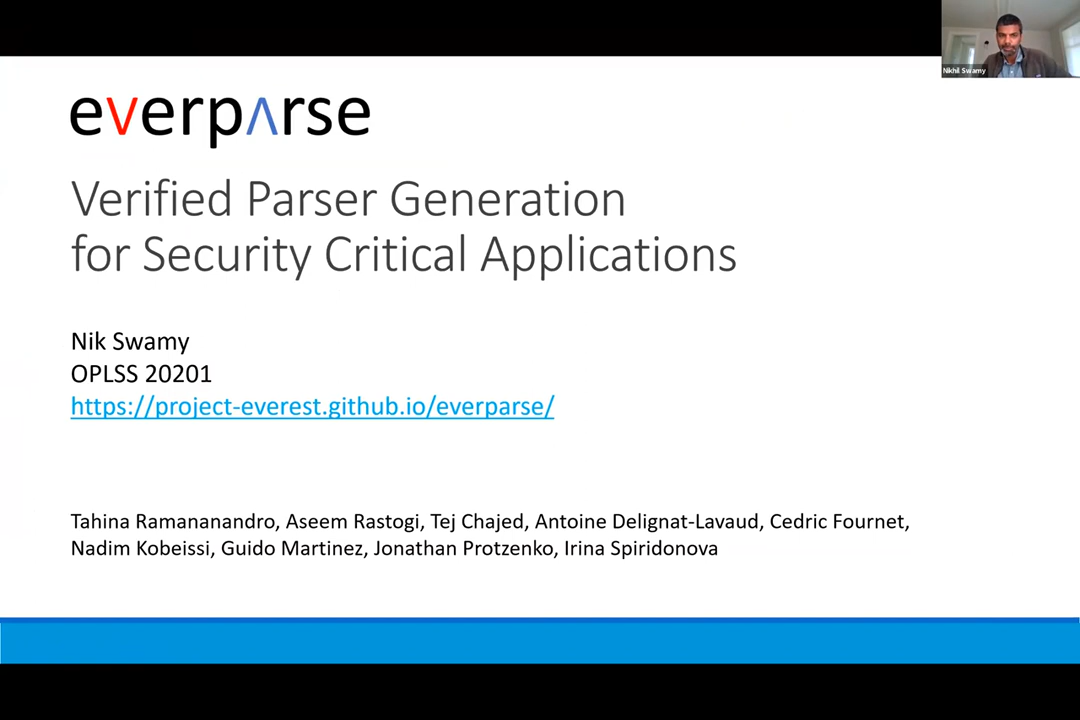 everpʌrse
Nikhil Swamy
Verified Parser Generation
for Security Critical Applications
Nik Swamy
OPLSS 20201
https://project-everest.github.io/everparse/
Tahina Ramananandro, Aseem Rastogi, Tej Chajed, Antoine Delignat-Lavaud, Cedric Fournet,
Nadim Kobeissi, Guido Martinez, Jonathan Protzenko, Irina Spiridonova